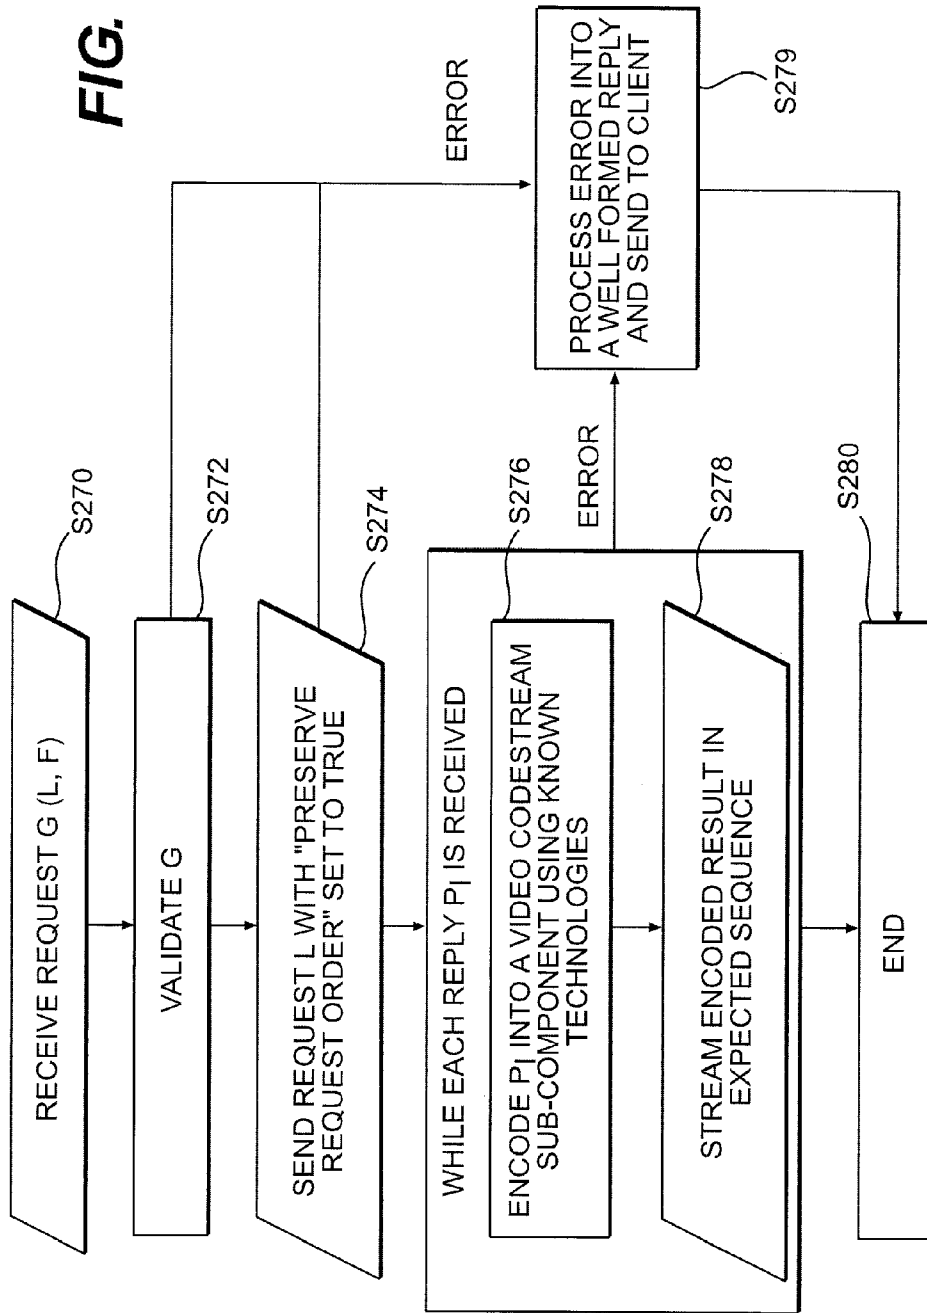 FIG.
RECEIVE REQUEST G (L, F)
S270
VALIDATE G
S272
SEND REQUEST L WITH "PRESERVE
REQUEST ORDER" SET TO TRUE
S274
ERROR
WHILE EACH REPLY PI IS RECEIVED
ENCODE PI INTO A VIDEO CODESTREAM
SUB-COMPONENT USING KNOWN
TECHNOLOGIES
S276
ERROR
PROCESS ERROR INTO
A WELL FORMED REPLY
AND SEND TO CLIENT
S279
STREAM ENCODED RESULT IN
EXPECTED SEQUENCE
S278
END
S280